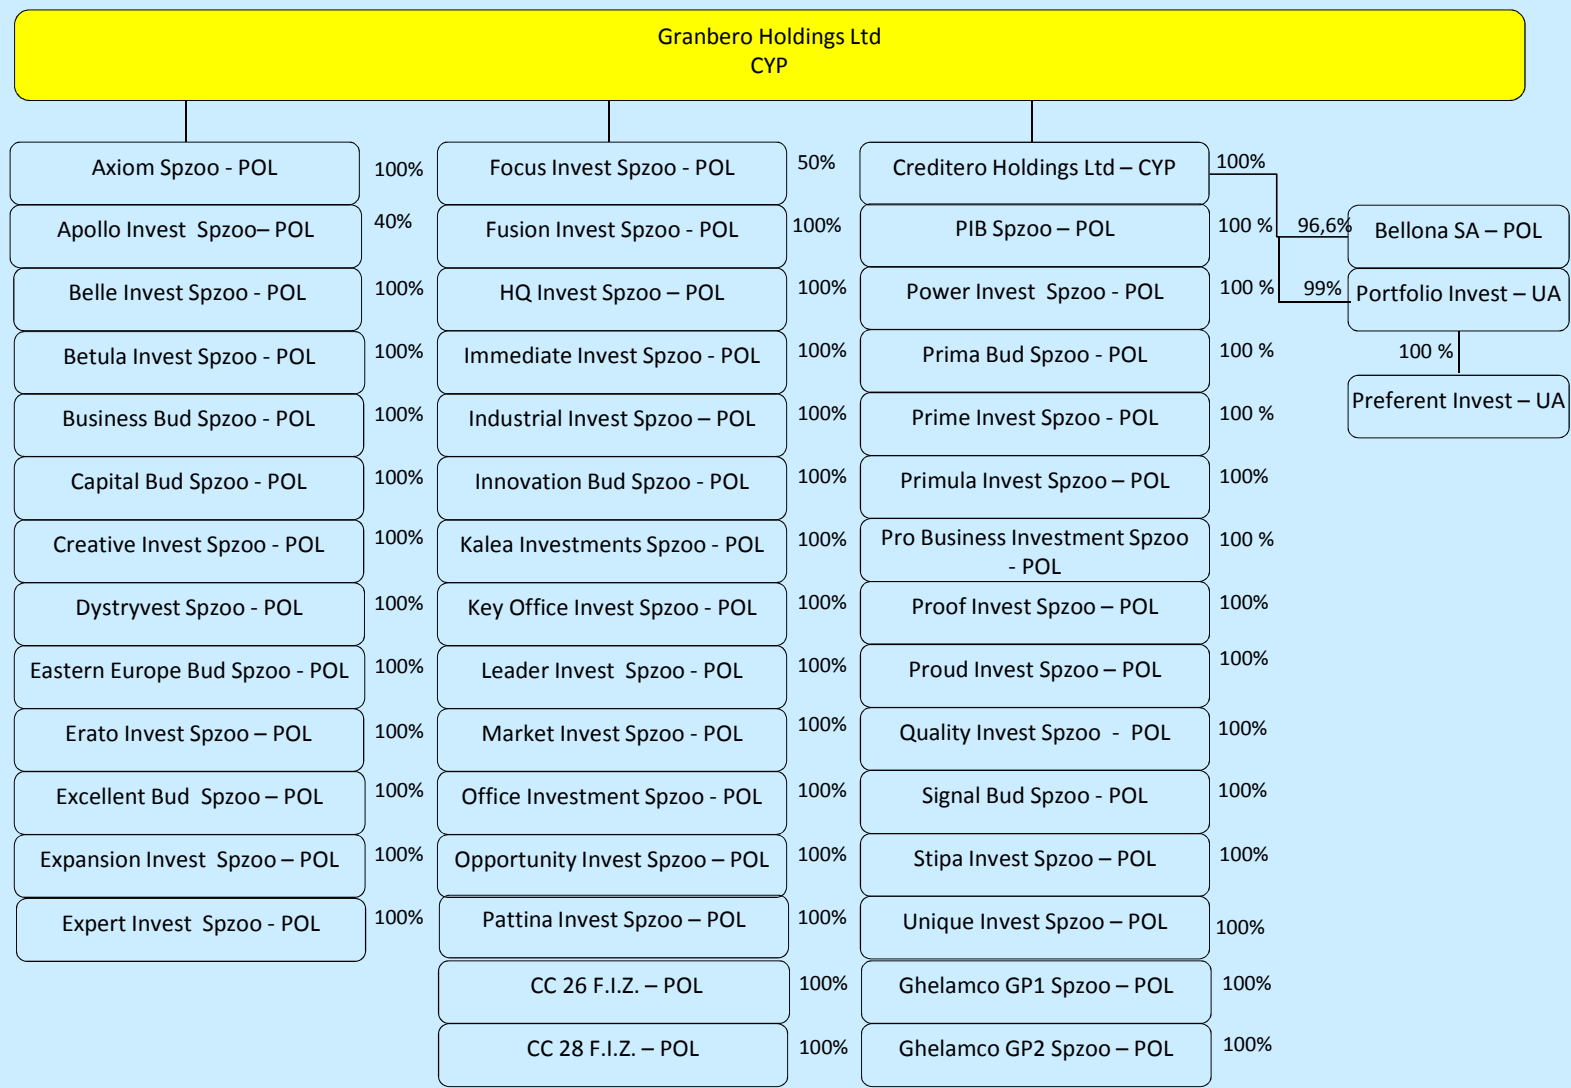 Granbero Holdings Ltd
CYP
Axiom Spzoo - POL
100%
Apollo Invest Spzoo– POL
40%
Belle Invest Spzoo - POL
100%
Betula Invest Spzoo - POL
100%
Business Bud Spzoo - POL
100%
Capital Bud Spzoo - POL
100%
Creative Invest Spzoo - POL
100%
Dystryvest Spzoo - POL
100%
Eastern Europe Bud Spzoo - POL
100%
Erato Invest Spzoo – POL
100%
Excellent Bud Spzoo – POL
100%
Expansion Invest Spzoo – POL
100%
Expert Invest Spzoo - POL
100%
Focus Invest Spzoo - POL
50%
Fusion Invest Spzoo - POL
100%
HQ Invest Spzoo – POL
100%
Immediate Invest Spzoo - POL
100%
Industrial Invest Spzoo – POL
100%
Innovation Bud Spzoo - POL
100%
Kalea Investments Spzoo - POL
100%
Key Office Invest Spzoo - POL
100%
Leader Invest Spzoo - POL
100%
Market Invest Spzoo - POL
100%
Office Investment Spzoo - POL
100%
Opportunity Invest Spzoo – POL
100%
Pattina Invest Spzoo – POL
100%
CC 26 F.I.Z. – POL
100%
CC 28 F.I.Z. – POL
100%
Creditero Holdings Ltd – CYP
100%
PIB Spzoo – POL
100 %
Power Invest Spzoo - POL
100 %
Prima Bud Spzoo - POL
100 %
Prime Invest Spzoo - POL
100 %
Primula Invest Spzoo – POL
100%
Pro Business Investment Spzoo
- POL
100 %
Proof Invest Spzoo – POL
100%
Proud Invest Spzoo – POL
100%
Quality Invest Spzoo - POL
100%
Signal Bud Spzoo - POL
100%
Stipa Invest Spzoo – POL
100%
Unique Invest Spzoo – POL
100%
Ghelamco GP1 Spzoo – POL
100%
Ghelamco GP2 Spzoo – POL
100%
96,6%
Bellona SA – POL
99%
Portfolio Invest – UA
100 %
Preferent Invest – UA